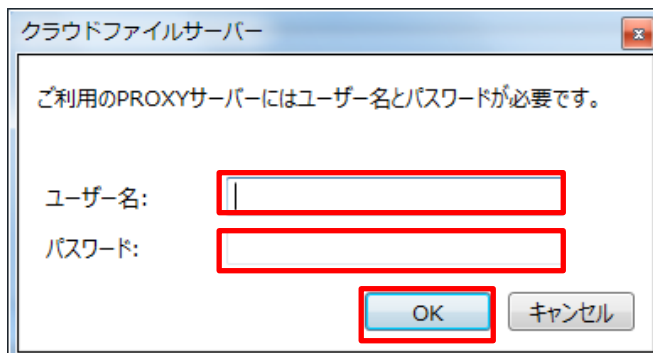 クラウドファイルサーバー
ご利用のPROXYサーバーにはユーザー名とパスワードが必要です。
ユーザー名:
パスワード:
OK キャンセル